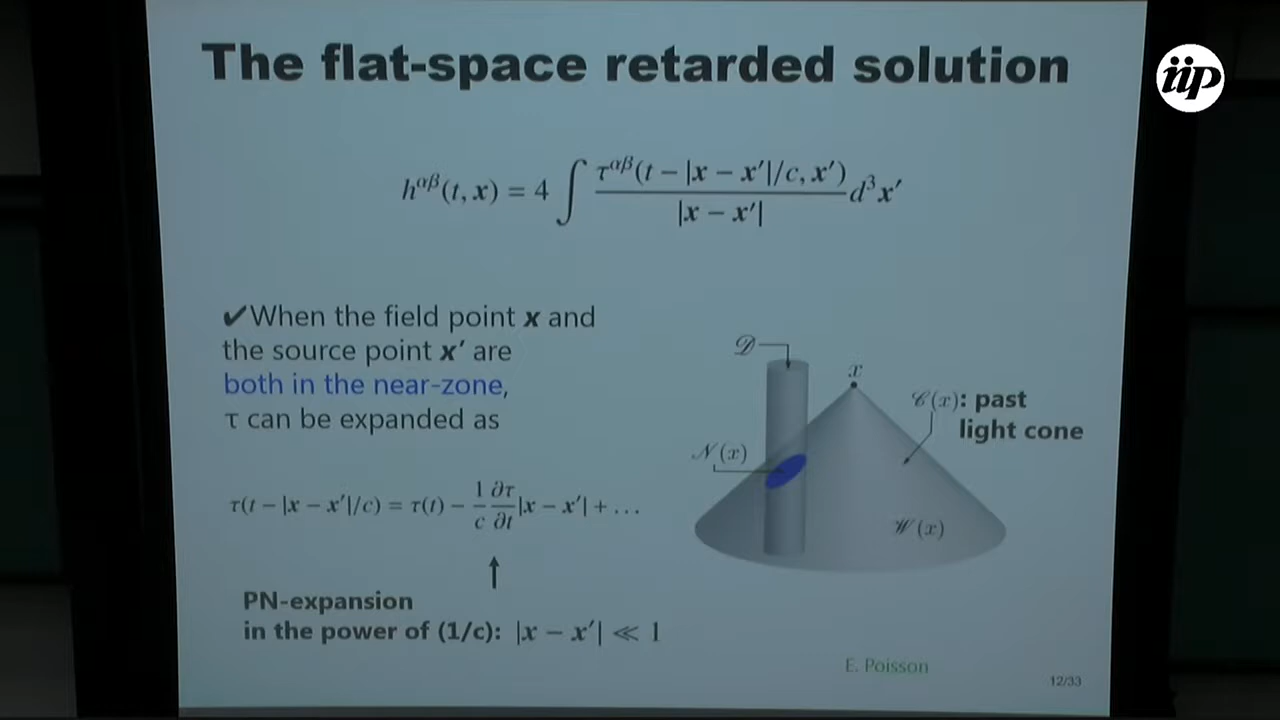 The flat-space retarded solution
iip
h^{αβ}(t, x) = 4 ∫ τ^{αβ}(t − |x − x′|/c, x′) / |x − x′| d³x′
✔When the field point x and
the source point x′ are
both in the near-zone,
τ can be expanded as
𝒟
x
𝒞(x): past
light cone
𝒩(x)
𝒲(x)
τ(t − |x − x′|/c) = τ(t) − 1/c ∂τ/∂t |x − x′| + …
PN-expansion
in the power of (1/c): |x − x′| ≪ 1
E. Poisson
12/33